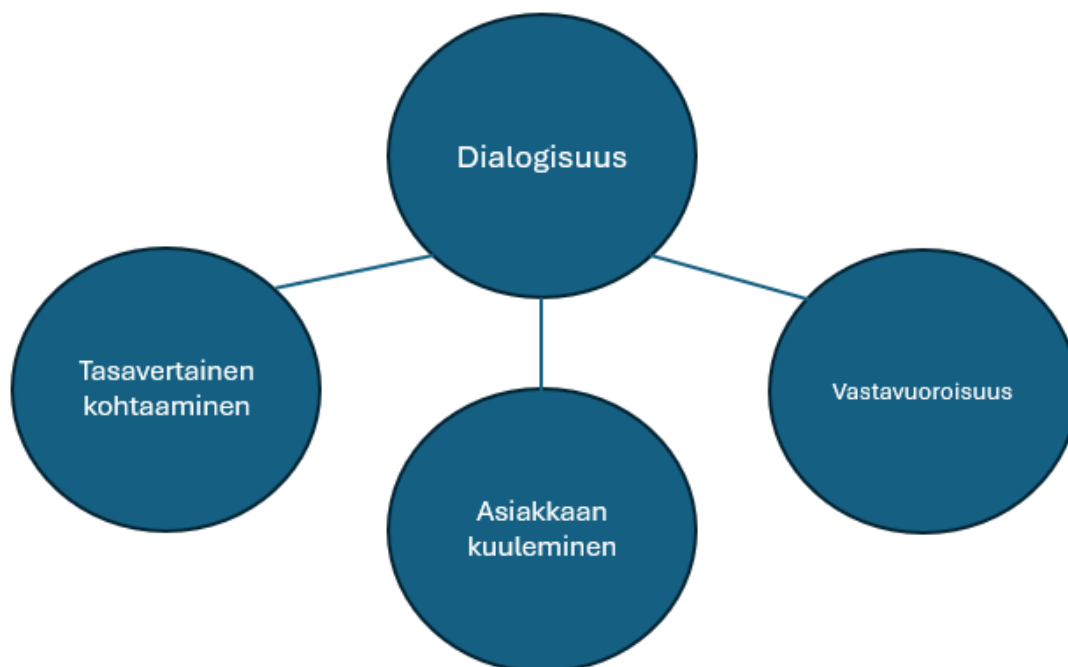 Dialogisuus
Tasavertainen
kohtaaminen
Asiakkaan
kuuleminen
Vastavuoroisuus